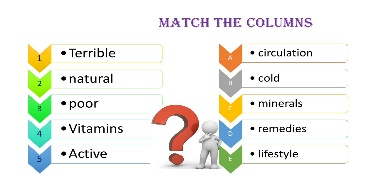 MATCH THE COLUMNS
1 • Terrible
2 • natural
3 • poor
4 • Vitamins
5 • Active
A • circulation
B • cold
C • minerals
D • remedies
E • lifestyle